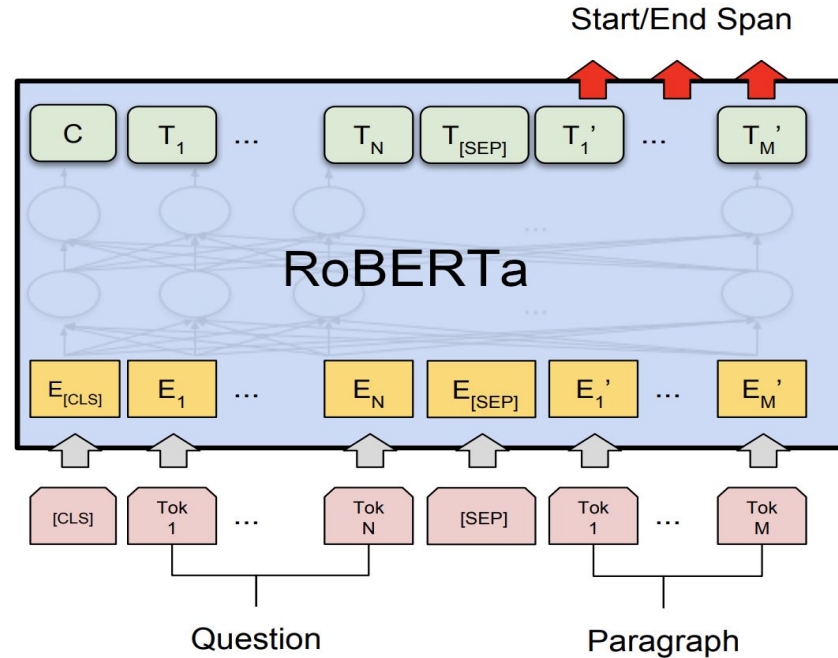 Start/End Span
C T1 ... TN T[SEP] T1' ... TM'
...
RoBERTa
...
E[CLS] E1 ... EN E[SEP] E1' ... EM'
[CLS] Tok 1 ... Tok N [SEP] Tok 1 ... Tok M
Question Paragraph